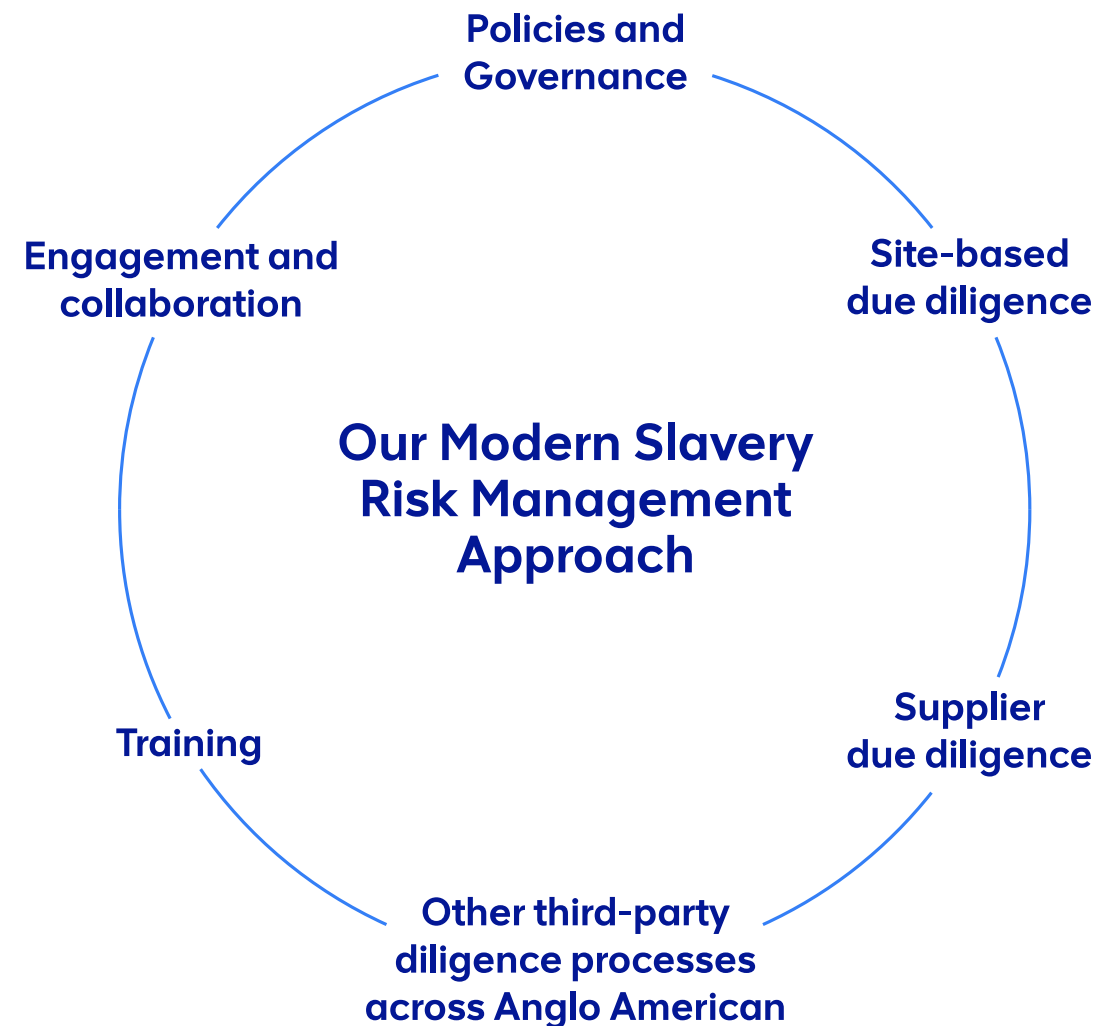 Policies and
Governance
Engagement and
collaboration
Site-based
due diligence
Our Modern Slavery
Risk Management
Approach
Training
Supplier
due diligence
Other third-party
diligence processes
across Anglo American